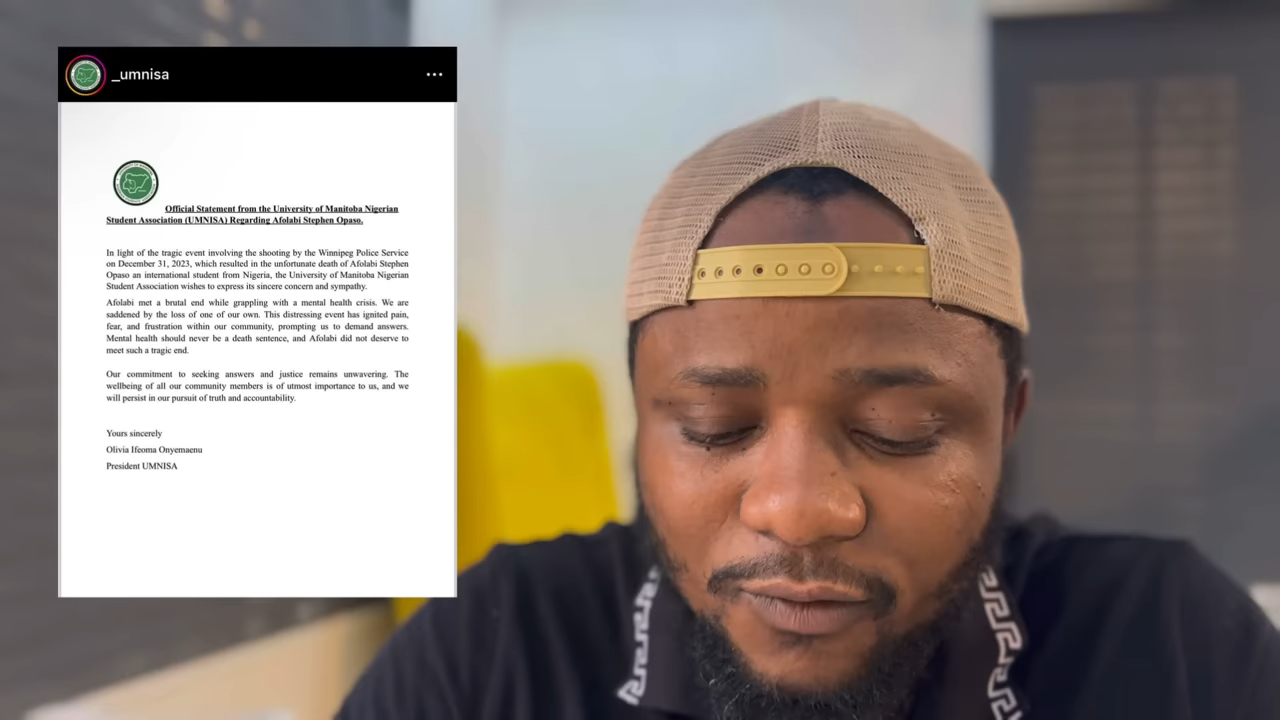 _umnisa
Official Statement from the University of Manitoba Nigerian
Student Association (UMNISA) Regarding Afolabi Stephen Opaso.
In light of the tragic event involving the shooting by the Winnipeg Police Service
on December 31, 2023, which resulted in the unfortunate death of Afolabi Stephen
Opaso an international student from Nigeria, the University of Manitoba Nigerian
Student Association wishes to express its sincere concern and sympathy.
Afolabi met a brutal end while grappling with a mental health crisis. We are
saddened by the loss of one of our own. This distressing event has ignited pain,
fear, and frustration within our community, prompting us to demand answers.
Mental health should never be a death sentence, and Afolabi did not deserve to
meet such a tragic end.
Our commitment to seeking answers and justice remains unwavering. The
wellbeing of all our community members is of utmost importance to us, and we
will persist in our pursuit of truth and accountability.
Yours sincerely
Olivia Ifeoma Onyemaenu
President UMNISA